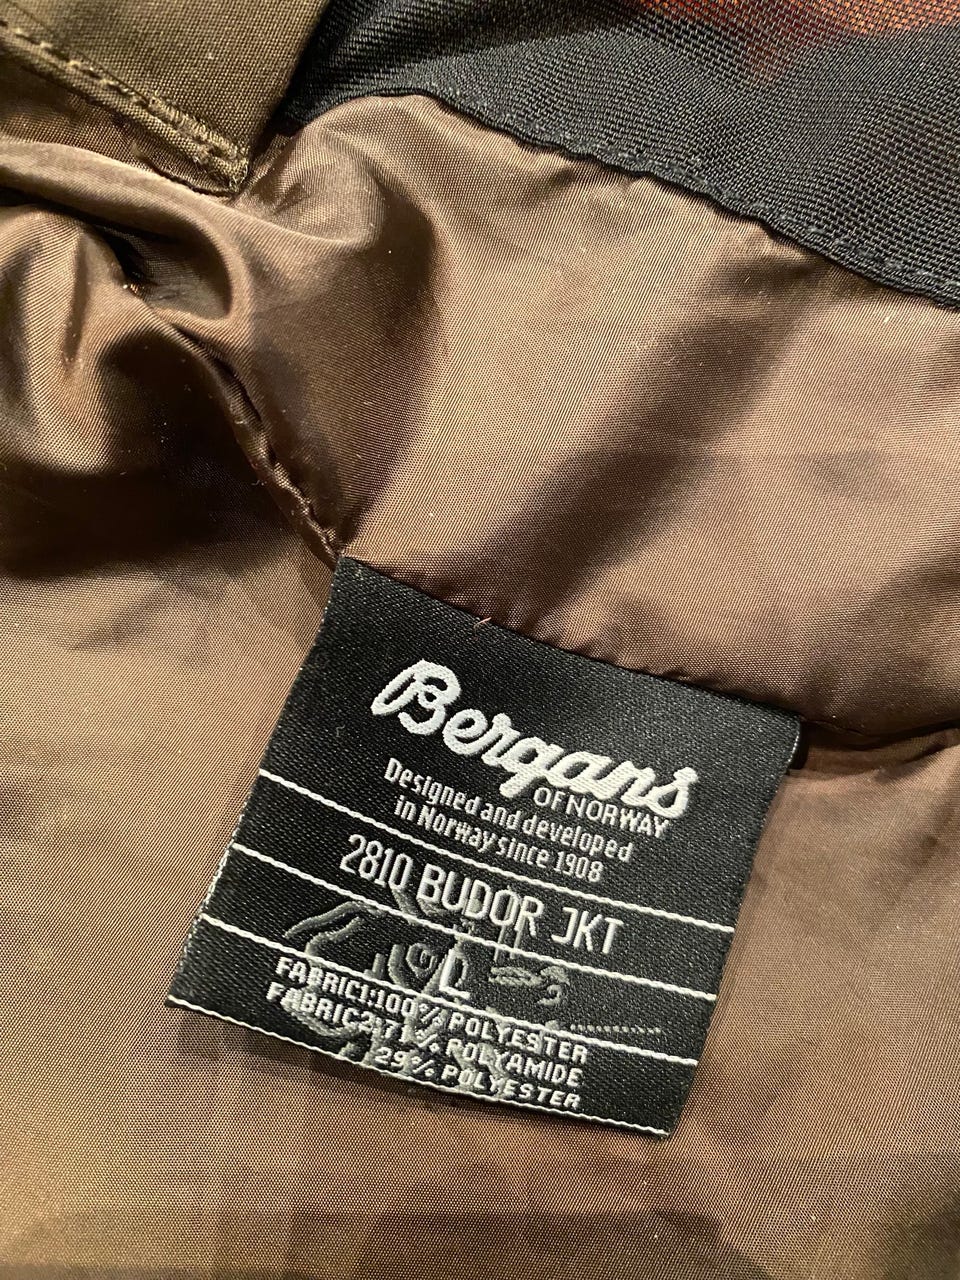 Bergans
OF NORWAY
Designed and developed
in Norway since 1908
2810 BUDOR JKT
L
FABRIC1:100% POLYESTER
FABRIC2:71% POLYAMIDE
29% POLYESTER